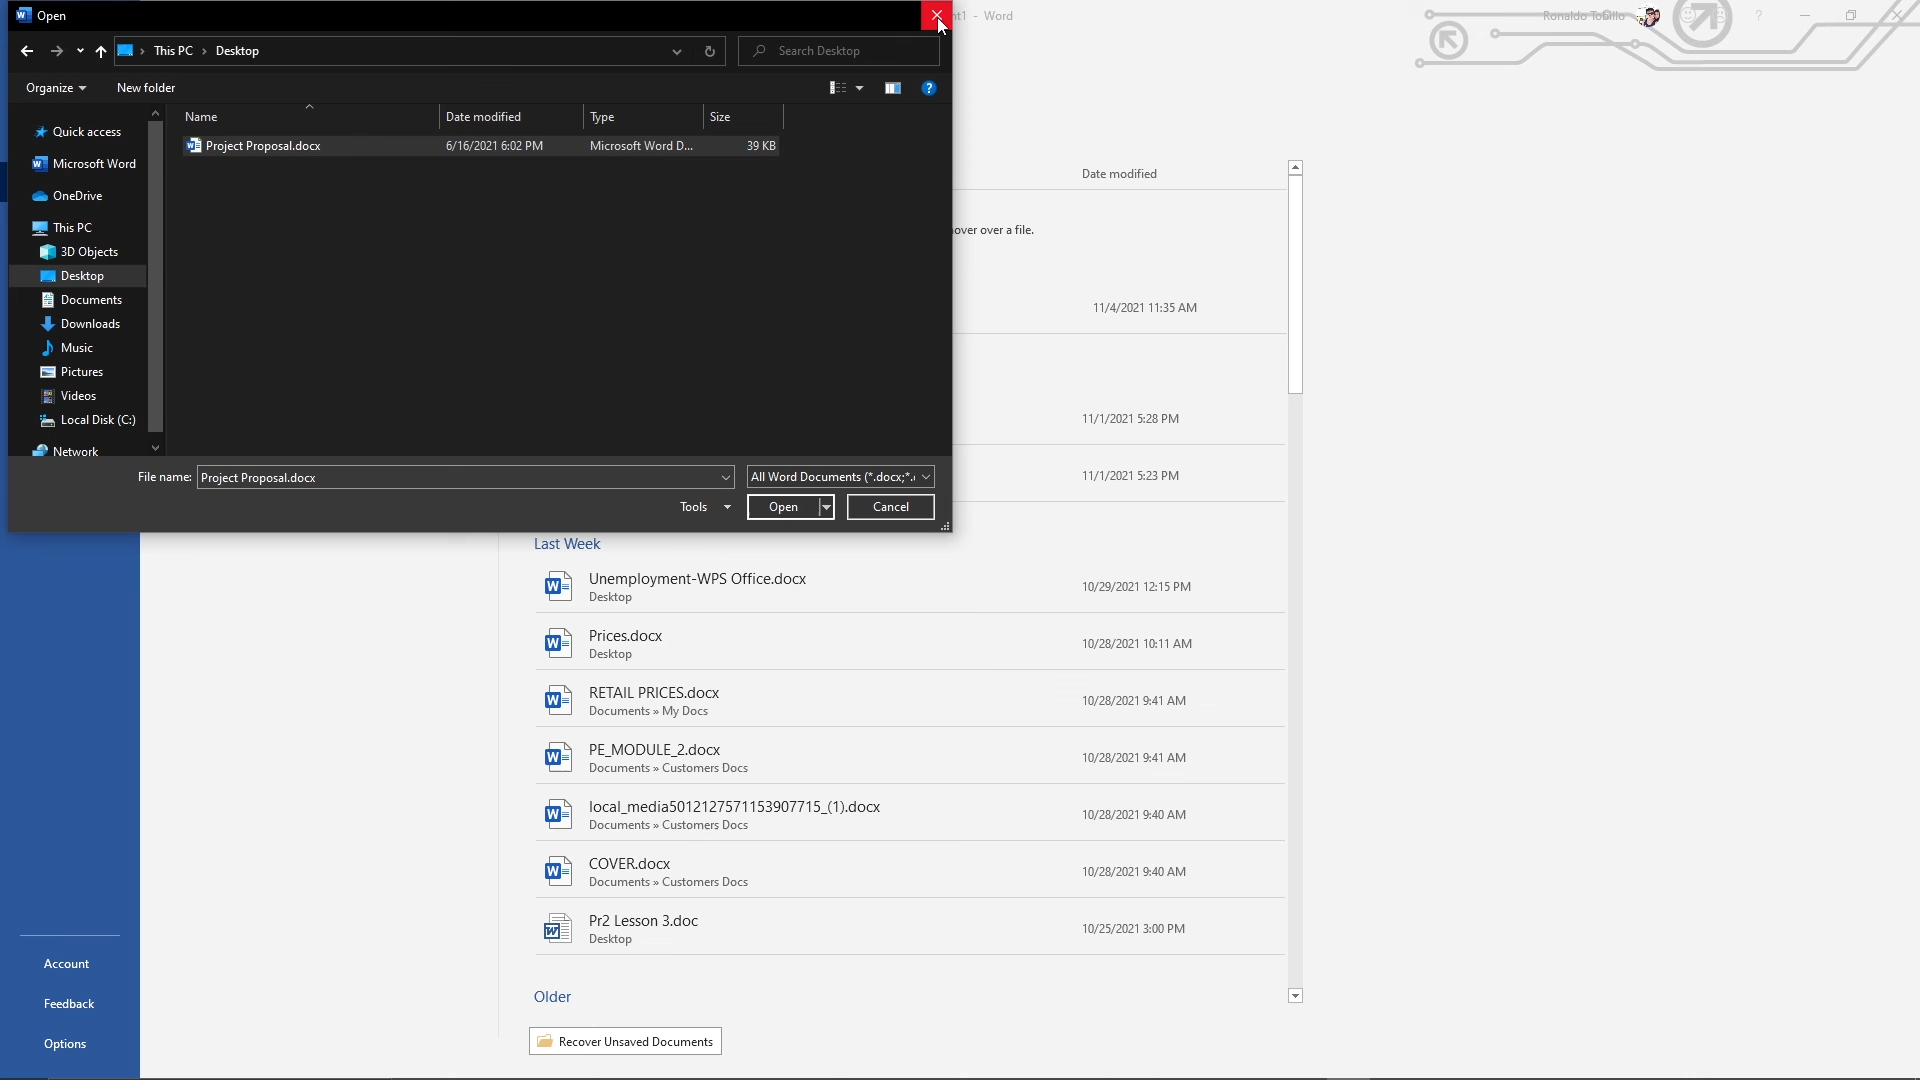 Open
nt1 - Word
Ronaldo Tobillo
?
This PC > Desktop
Search Desktop
Organize
New folder
?
Name
Date modified
Type
Size
Project Proposal.docx
6/16/2021 6:02 PM
Microsoft Word D...
39 KB
Quick access
Microsoft Word
OneDrive
This PC
3D Objects
Desktop
Documents
Downloads
Music
Pictures
Videos
Local Disk (C:)
Network
File name:
Project Proposal.docx
All Word Documents (*.docx;*.
Tools
Open
Cancel
Date modified
hover over a file.
11/4/2021 11:35 AM
11/1/2021 5:28 PM
11/1/2021 5:23 PM
Last Week
Unemployment-WPS Office.docx
Desktop
10/29/2021 12:15 PM
Prices.docx
Desktop
10/28/2021 10:11 AM
RETAIL PRICES.docx
Documents » My Docs
10/28/2021 9:41 AM
PE_MODULE_2.docx
Documents » Customers Docs
10/28/2021 9:41 AM
local_media5012127571153907715_(1).docx
Documents » Customers Docs
10/28/2021 9:40 AM
COVER.docx
Documents » Customers Docs
10/28/2021 9:40 AM
Pr2 Lesson 3.doc
Desktop
10/25/2021 3:00 PM
Older
Recover Unsaved Documents
Account
Feedback
Options